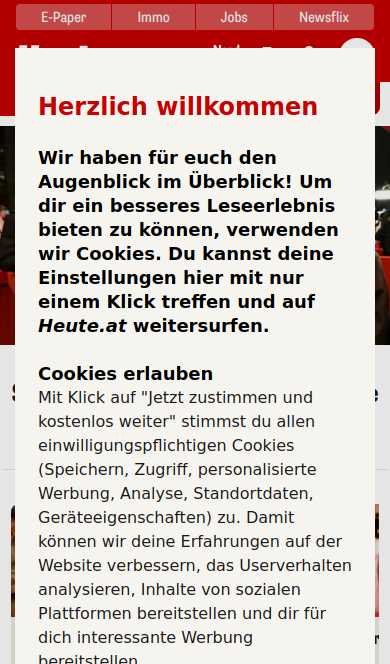 E-Paper
Immo
Jobs
Newsflix
Herzlich willkommen
Wir haben für euch den
Augenblick im Überblick! Um
dir ein besseres Leseerlebnis
bieten zu können, verwenden
wir Cookies. Du kannst deine
Einstellungen hier mit nur
einem Klick treffen und auf
Heute.at weitersurfen.
Cookies erlauben
Mit Klick auf "Jetzt zustimmen und
kostenlos weiter" stimmst du allen
einwilligungspflichtigen Cookies
(Speichern, Zugriff, personalisierte
Werbung, Analyse, Standortdaten,
Geräteeigenschaften) zu. Damit
können wir deine Erfahrungen auf der
Website verbessern, das Userverhalten
analysieren, Inhalte von sozialen
Plattformen bereitstellen und dir für
dich interessante Werbung
bereitstellen